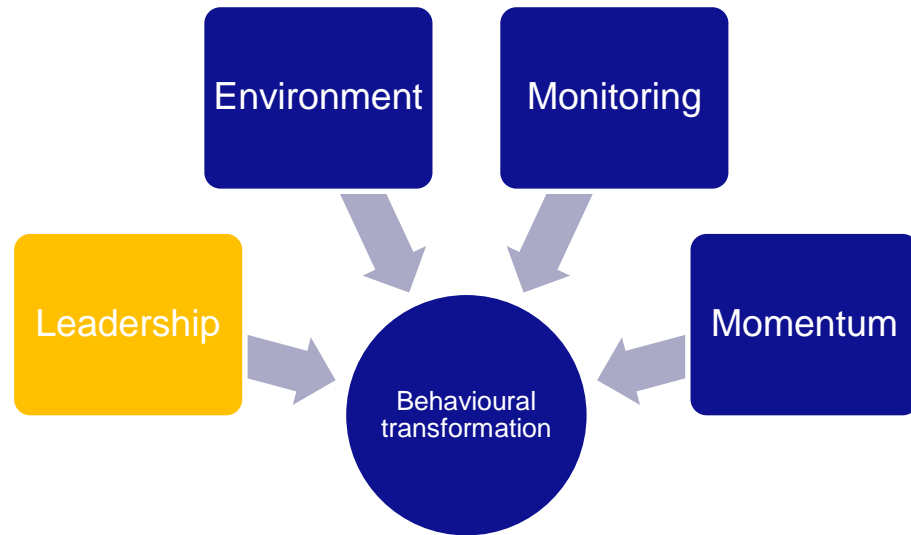 Environment
Monitoring
Leadership
Momentum
Behavioural
transformation